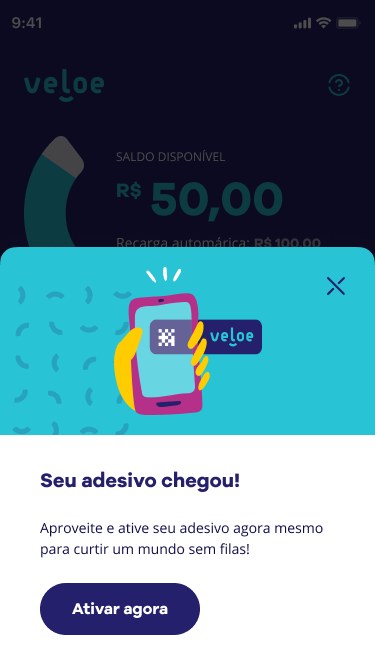 9:41
veloe
SALDO DISPONÍVEL
R$ 50,00
Recarga automárica: R$ 100,00
veloe
Seu adesivo chegou!
Aproveite e ative seu adesivo agora mesmo
para curtir um mundo sem filas!
Ativar agora